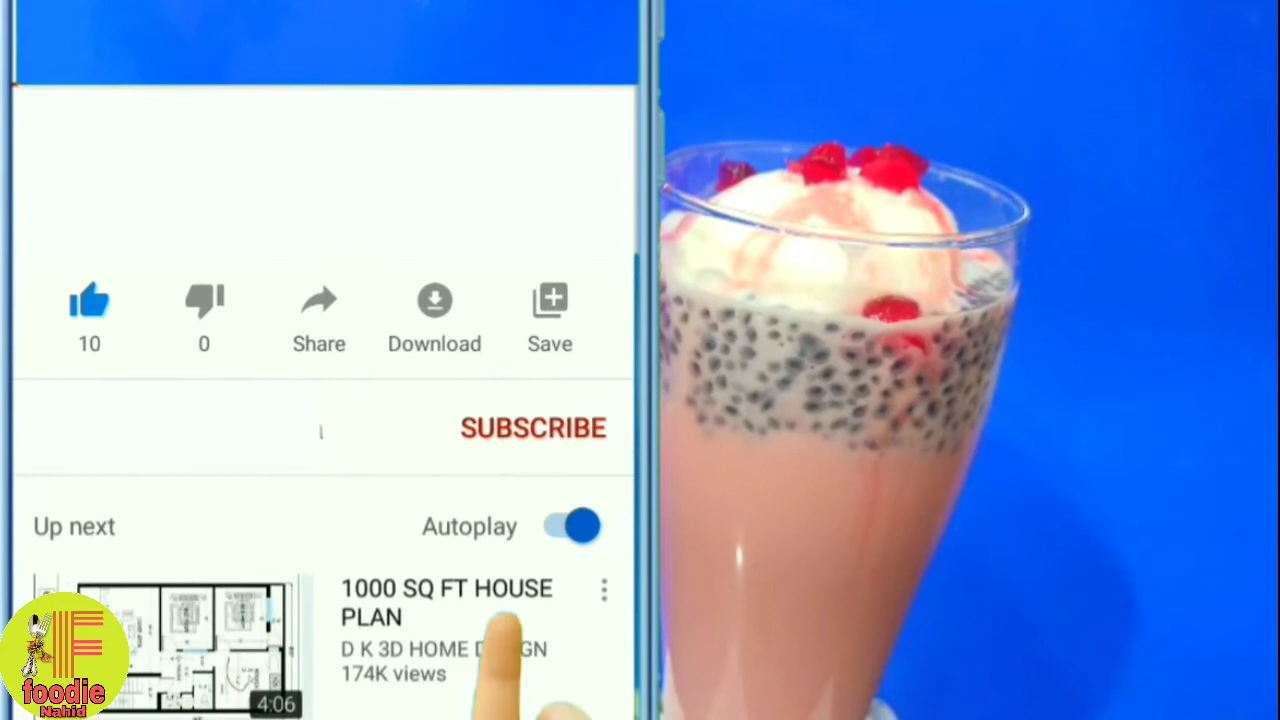 10
0
Share
Download
Save
SUBSCRIBE
Up next
Autoplay
1000 SQ FT HOUSE
PLAN
D K 3D HOME D
GN
174K views
4:06
F
foodie
Nahid